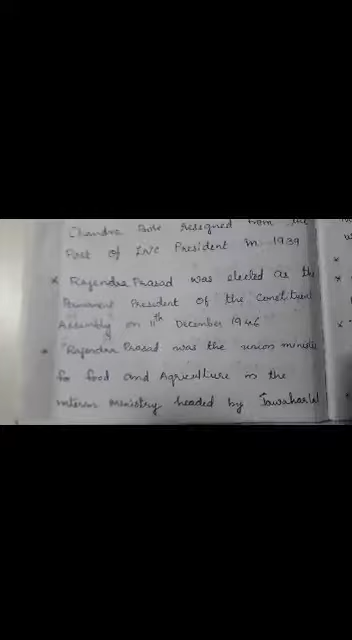 Chandra Bose resigned from the
Post of INC President in 1939
* Rajendra Prasad was elected as the
Permanent President of the Constituent
Assembly on 11th December 1946
* Rajendra Prasad was the union minister
for food and Agriculture in the
interim ministry headed by Jawaharlal